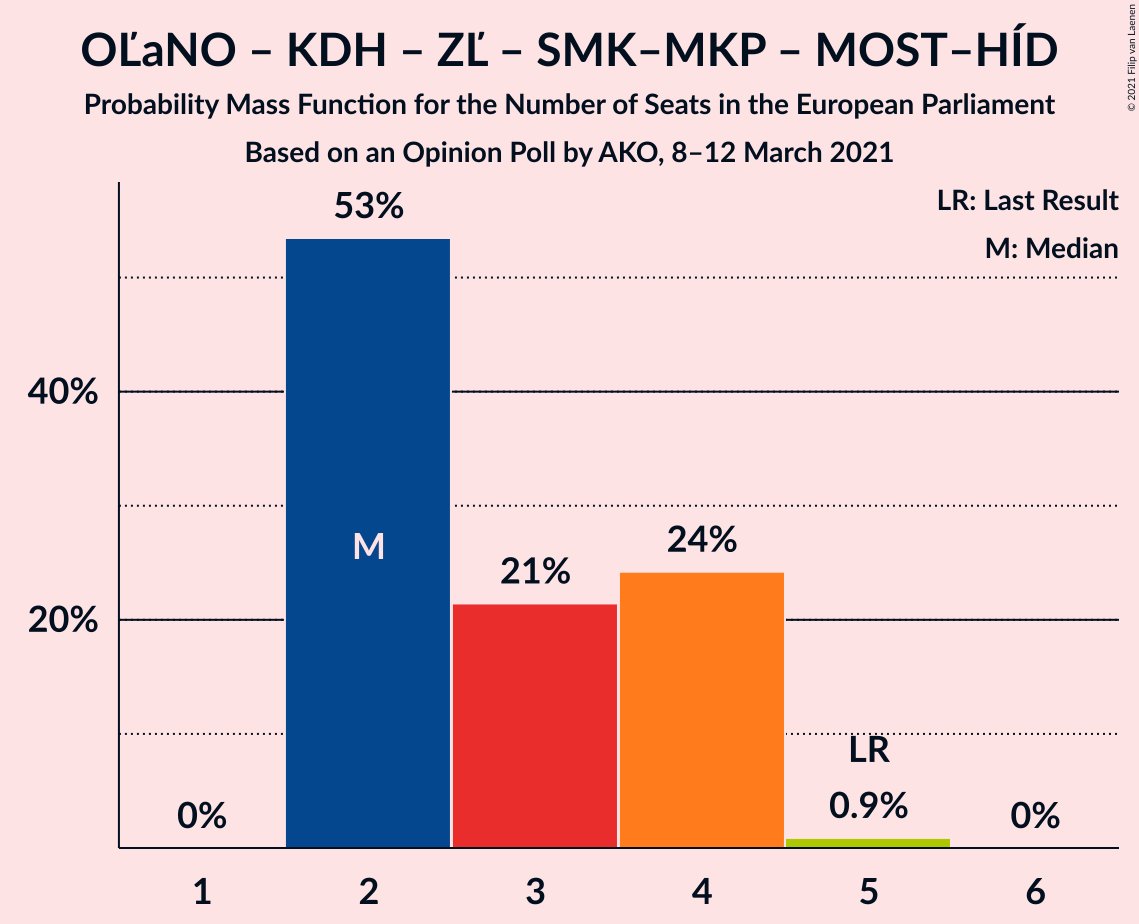 OĽaNO – KDH – ZĽ – SMK–MKP – MOST–HÍD
Probability Mass Function for the Number of Seats in the European Parliament
Based on an Opinion Poll by AKO, 8–12 March 2021
© 2021 Filip van Laenen
LR: Last Result
M: Median
53%
40%
M
24%
21%
20%
LR
0.9%
0%
0%
1 2 3 4 5 6